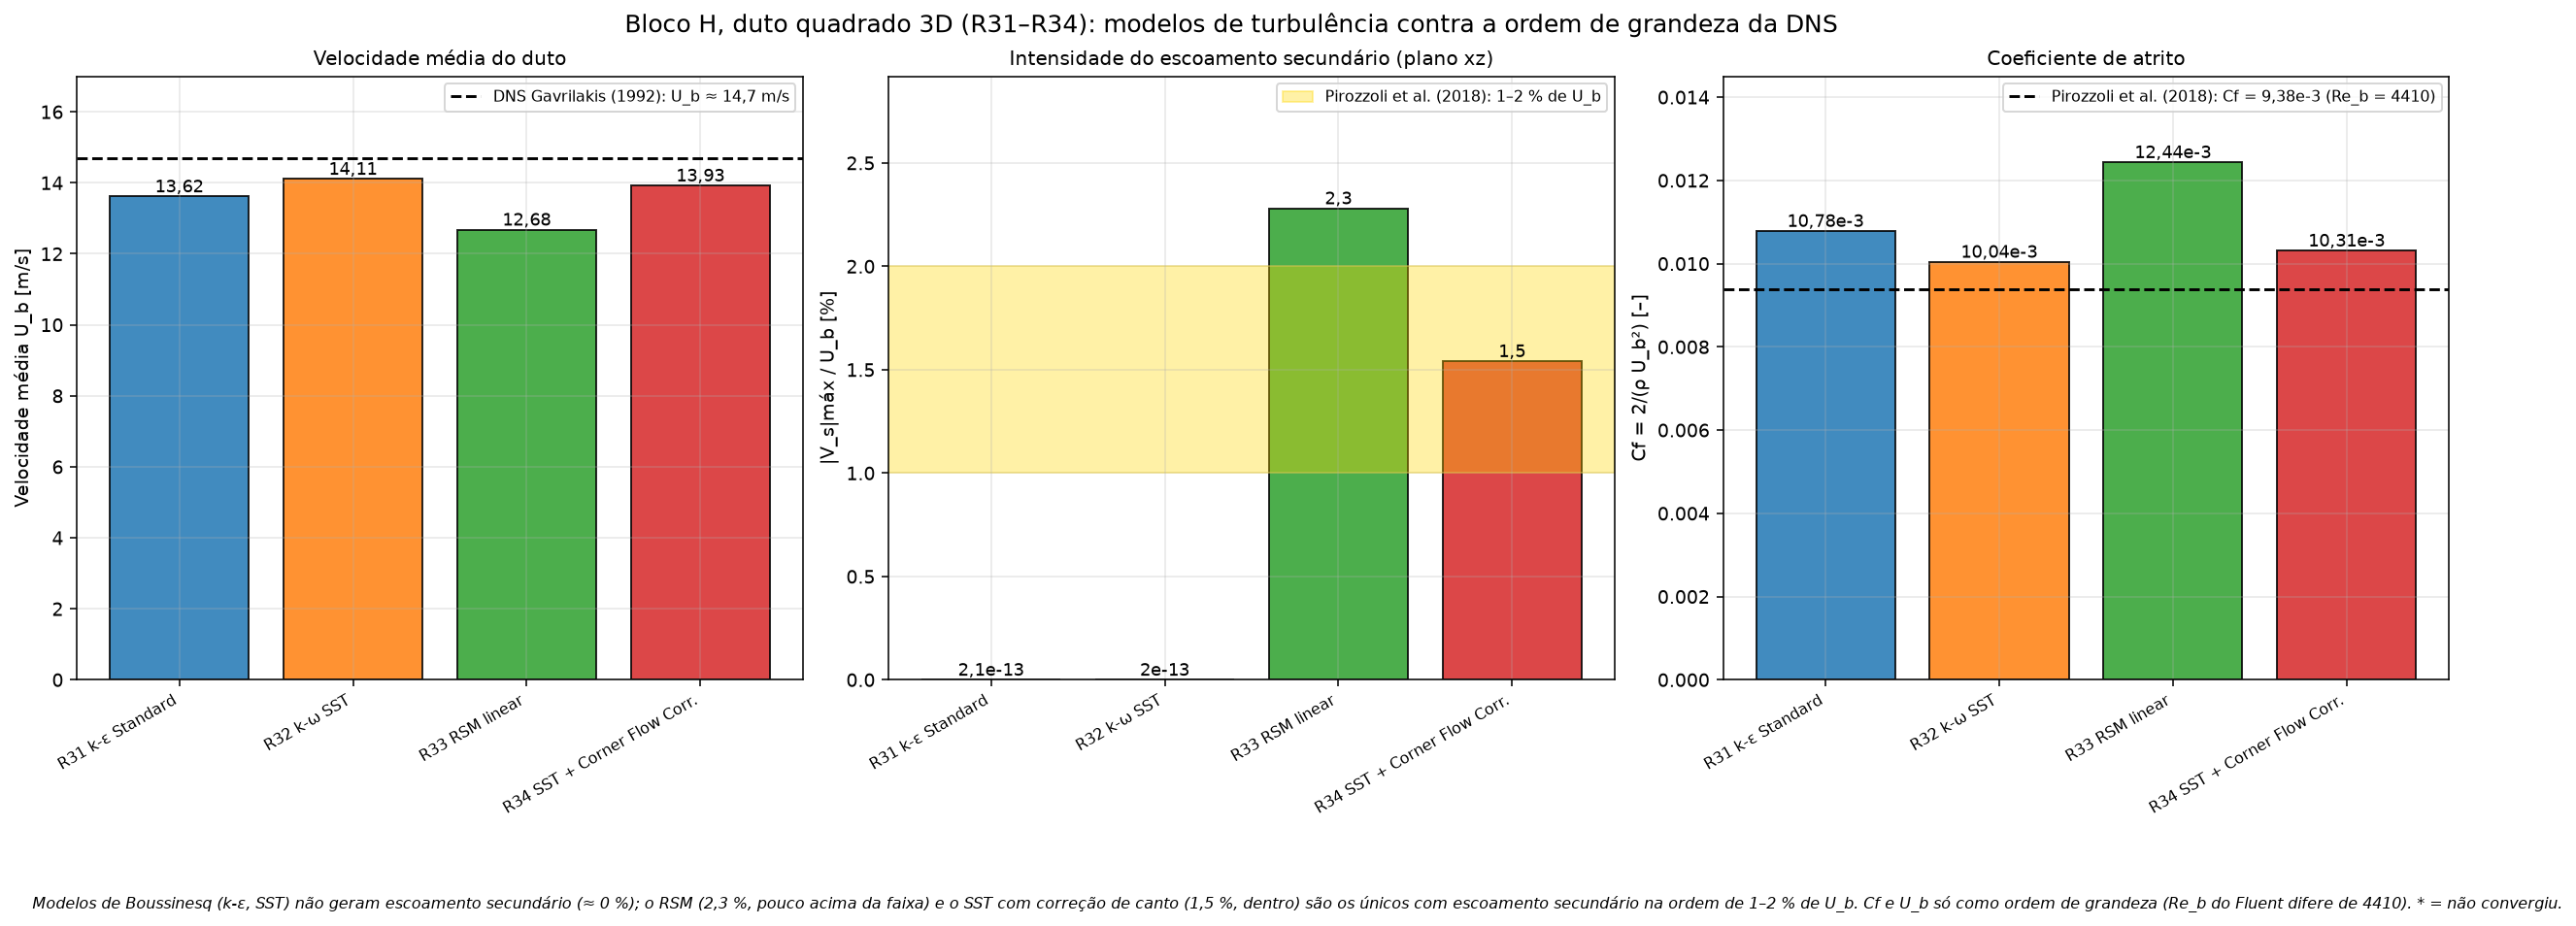 Bloco H, duto quadrado 3D (R31–R34): modelos de turbulência contra a ordem de grandeza da DNS
Velocidade média do duto
DNS Gavrilakis (1992): U_b ≈ 14,7 m/s
Velocidade média U_b [m/s]
16
14
12
10
8
6
4
2
0
13,62
14,11
12,68
13,93
R31 k-ε Standard
R32 k-ω SST
R33 RSM linear
R34 SST + Corner Flow Corr.
Intensidade do escoamento secundário (plano xz)
Pirozzoli et al. (2018): 1–2 % de U_b
|V_s|máx / U_b [%]
2.5
2.0
1.5
1.0
0.5
0.0
2,1e-13
2e-13
2,3
1,5
R31 k-ε Standard
R32 k-ω SST
R33 RSM linear
R34 SST + Corner Flow Corr.
Coeficiente de atrito
Pirozzoli et al. (2018): Cf = 9,38e-3 (Re_b = 4410)
Cf = 2/(ρ U_b²) [–]
0.014
0.012
0.010
0.008
0.006
0.004
0.002
0.000
10,78e-3
10,04e-3
12,44e-3
10,31e-3
R31 k-ε Standard
R32 k-ω SST
R33 RSM linear
R34 SST + Corner Flow Corr.
Modelos de Boussinesq (k-ε, SST) não geram escoamento secundário (≈ 0 %); o RSM (2,3 %, pouco acima da faixa) e o SST com correção de canto (1,5 %, dentro) são os únicos com escoamento secundário na ordem de 1–2 % de U_b. Cf e U_b só como ordem de grandeza (Re_b do Fluent difere de 4410). * = não convergiu.